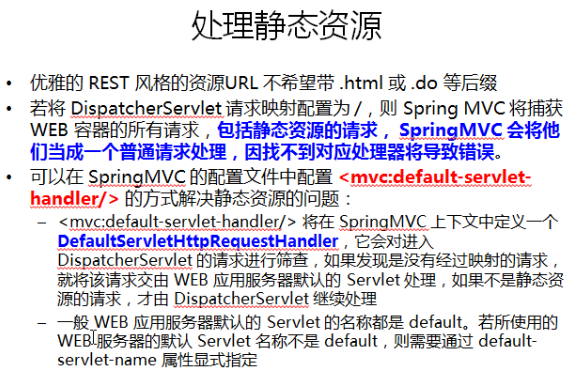 处理静态资源
• 优雅的 REST 风格的资源URL 不希望带 .html 或 .do 等后缀
• 若将 DispatcherServlet 请求映射配置为 /，则 Spring MVC 将捕获
WEB 容器的所有请求，包括静态资源的请求， SpringMVC 会将他
们当成一个普通请求处理，因找不到对应处理器将导致错误。
• 可以在 SpringMVC 的配置文件中配置 <mvc:default-servlet-
handler/> 的方式解决静态资源的问题：
– <mvc:default-servlet-handler/> 将在 SpringMVC 上下文中定义一个
DefaultServletHttpRequestHandler，它会对进入
DispatcherServlet 的请求进行筛查，如果发现是没有经过映射的请求，
就将该请求交由 WEB 应用服务器默认的 Servlet 处理，如果不是静态资
源的请求，才由 DispatcherServlet 继续处理
– 一般 WEB 应用服务器默认的 Servlet 的名称都是 default。若所使用的
WEB 服务器的默认 Servlet 名称不是 default，则需要通过 default-
servlet-name 属性显式指定